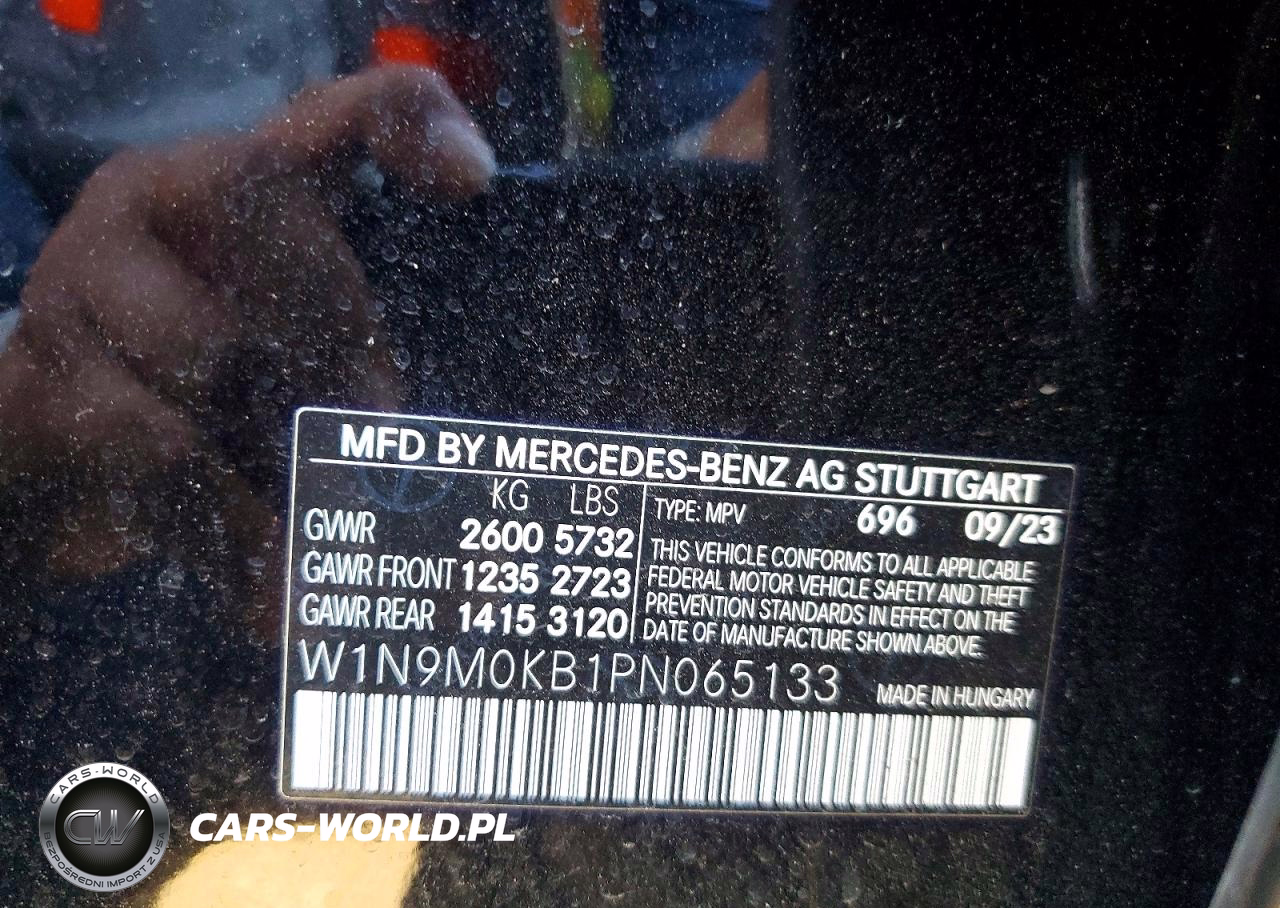 MFD BY MERCEDES-BENZ AG STUTTGART
KG LBS
GVWR 2600 5732
GAWR FRONT 1235 2723
GAWR REAR 1415 3120
TYPE: MPV 696 09/23
THIS VEHICLE CONFORMS TO ALL APPLICABLE
FEDERAL MOTOR VEHICLE SAFETY AND THEFT
PREVENTION STANDARDS IN EFFECT ON THE
DATE OF MANUFACTURE SHOWN ABOVE.
W1N9M0KB1PN065133 MADE IN HUNGARY
CARS-WORLD
CW
BEZPOŚREDNI IMPORT Z USA
CARS-WORLD.PL